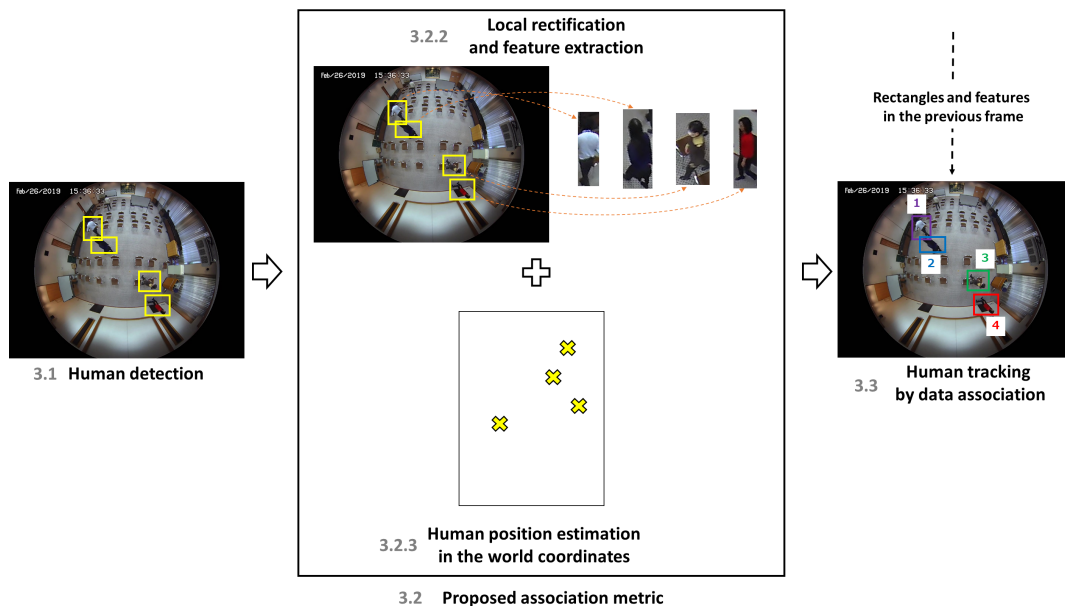 3.2.2 Local rectification
and feature extraction
Feb/26/2019 15:36:33
Rectangles and features
in the previous frame
Feb/26/2019 15:36:33
3.1 Human detection
Feb/26/2019 15:36:33
1
2
3
4
3.3 Human tracking
by data association
3.2.3 Human position estimation
in the world coordinates
3.2 Proposed association metric